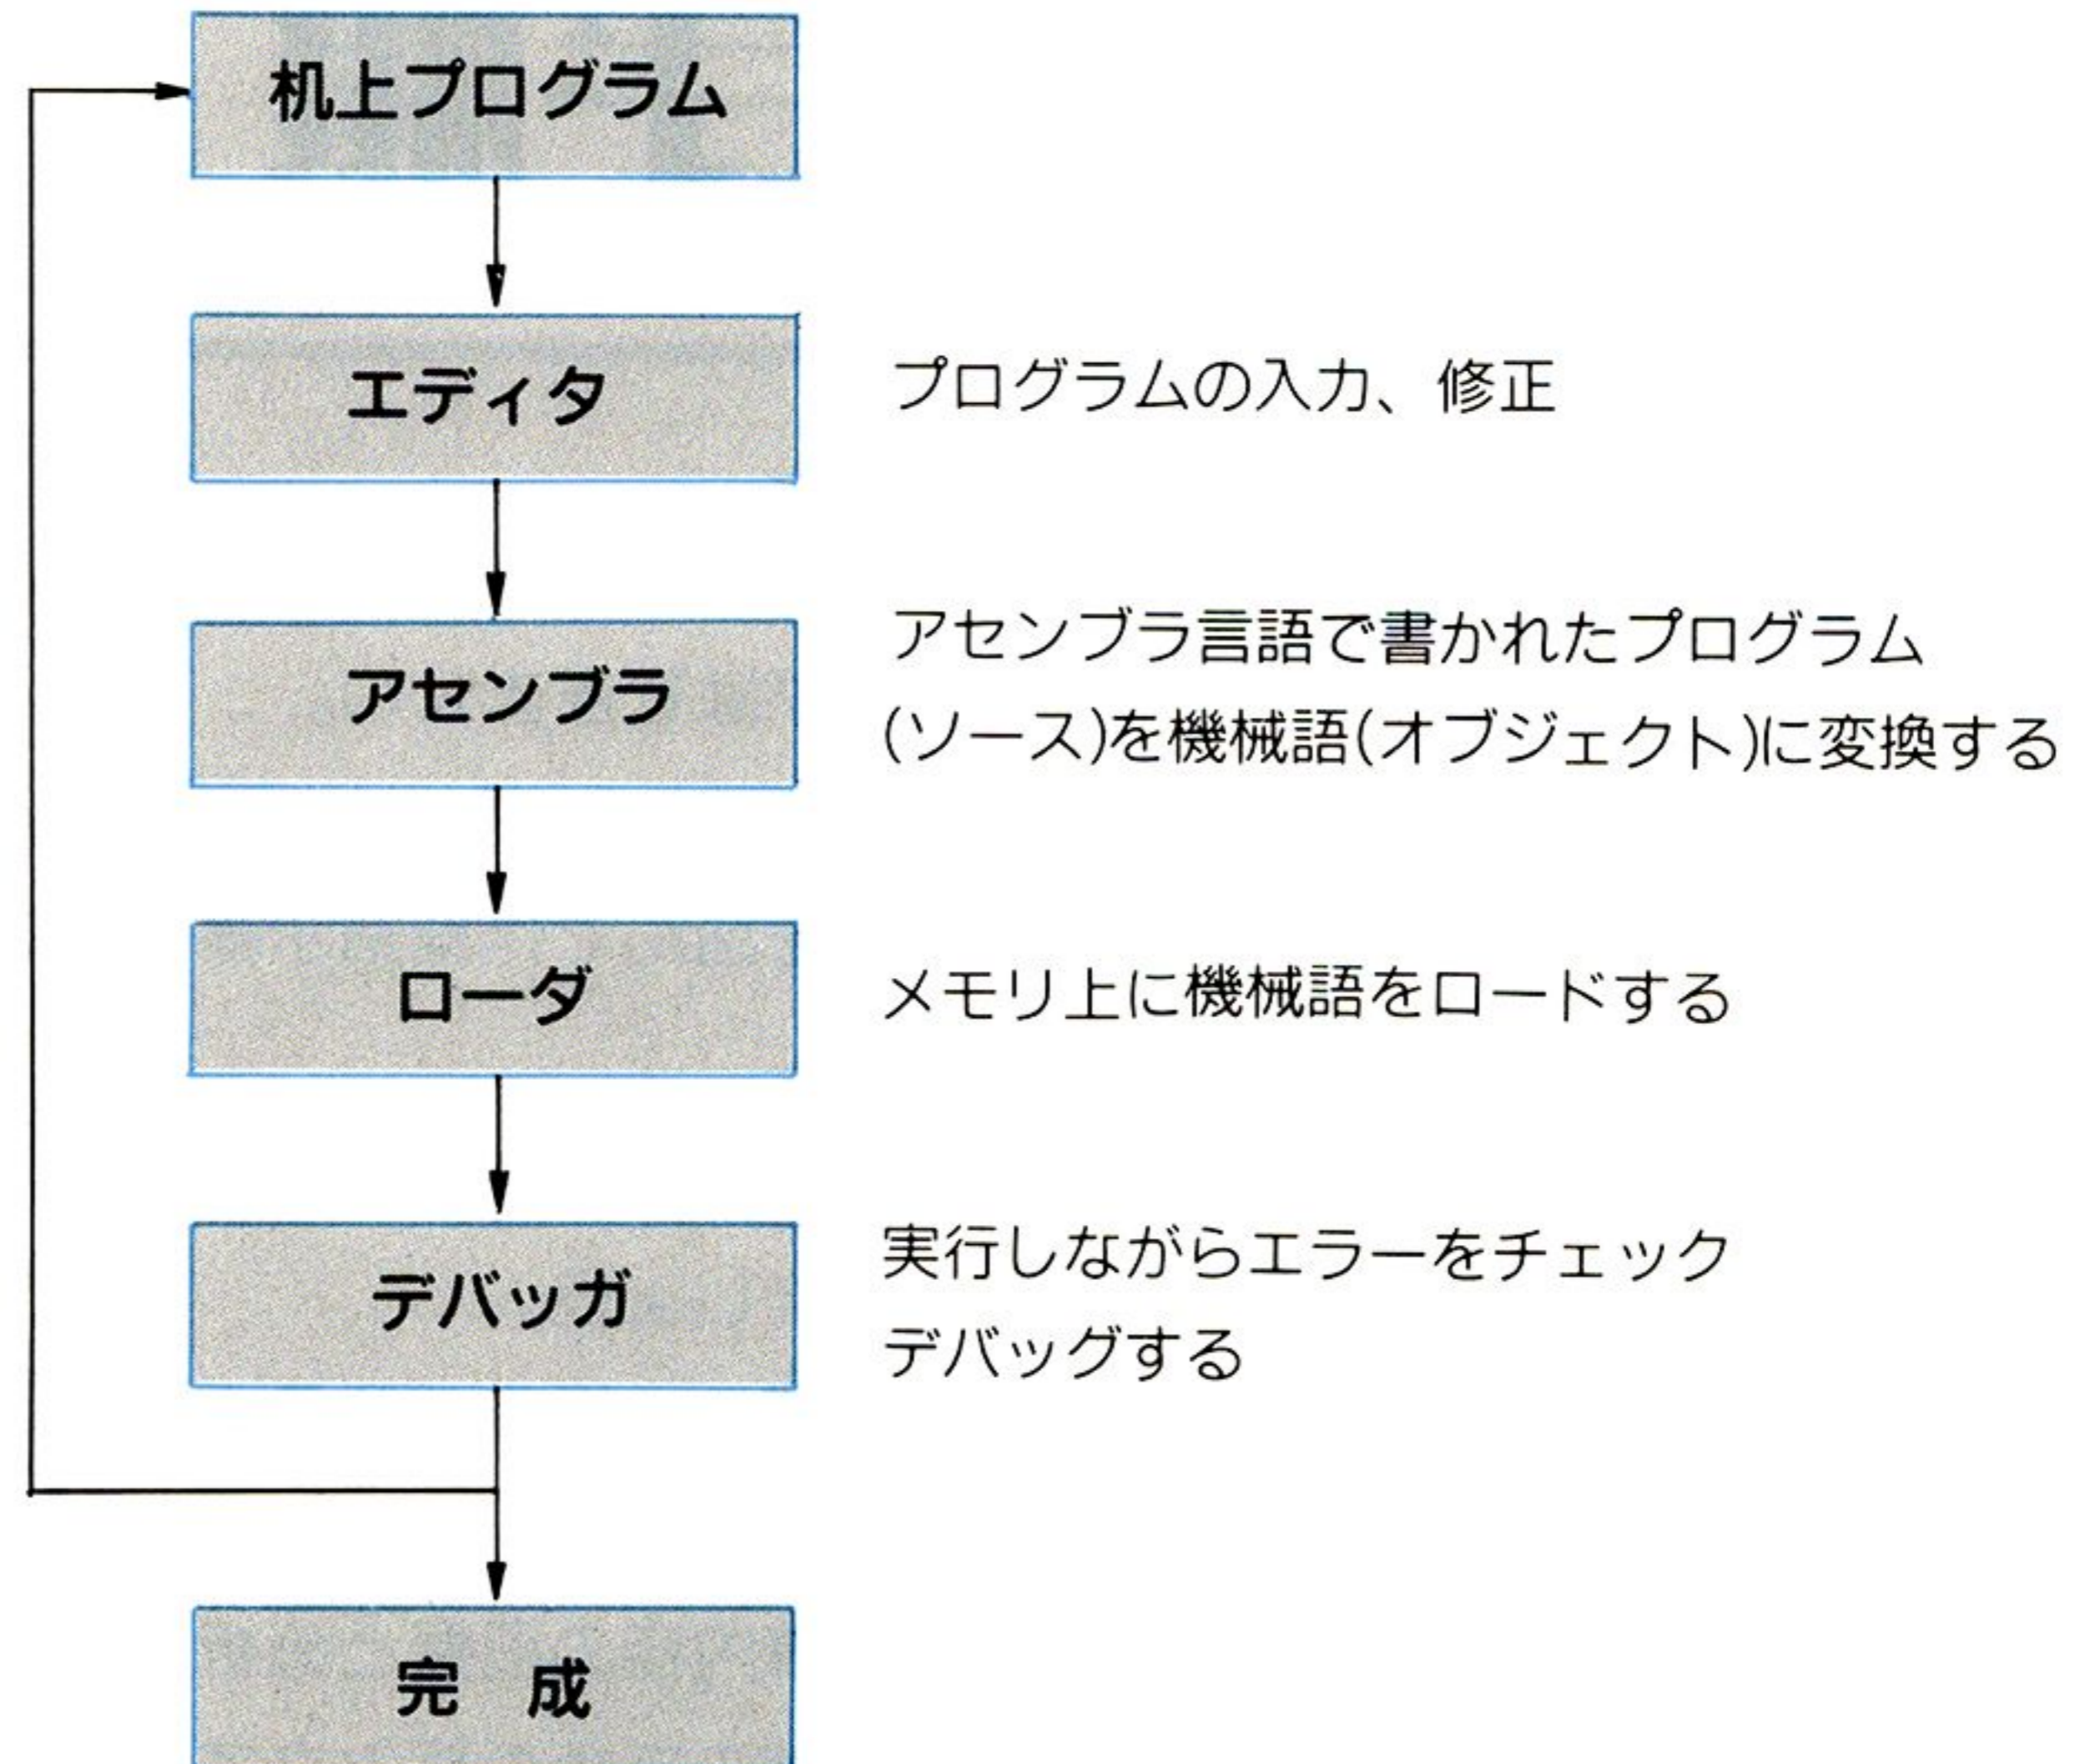 机上プログラム
エディタ
プログラムの入力、修正
アセンブラ
アセンブラ言語で書かれたプログラム
(ソース)を機械語(オブジェクト)に変換する
ローダ
メモリ上に機械語をロードする
デバッガ
実行しながらエラーをチェック
デバッグする
完 成